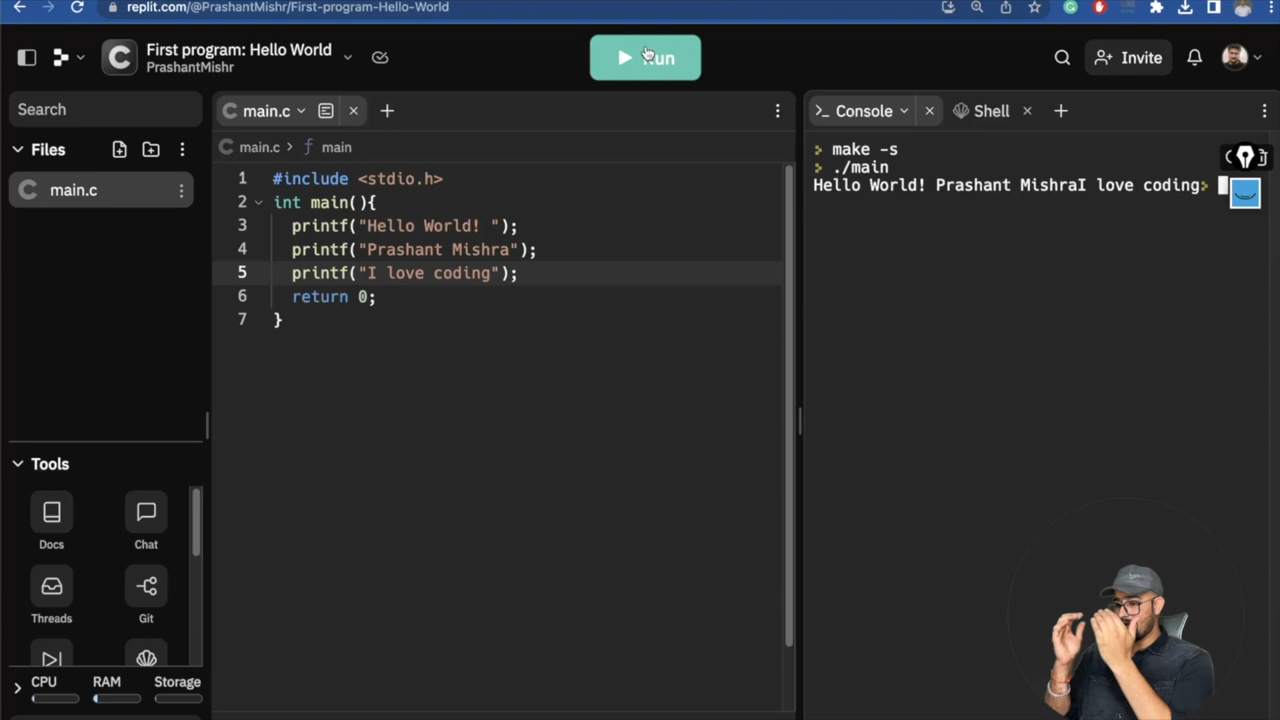 replit.com/@PrashantMishr/First-program-Hello-World
First program: Hello World
PrashantMishr
Run
Invite
Search
Files
main.c
main.c
main.c > main
1 #include <stdio.h>
2 int main(){
3 printf("Hello World! ");
4 printf("Prashant Mishra");
5 printf("I love coding");
6 return 0;
7 }
>_ Console
Shell
> make -s
> ./main
Hello World! Prashant MishraI love coding>
Tools
Docs
Chat
Threads
Git
CPU
RAM
Storage